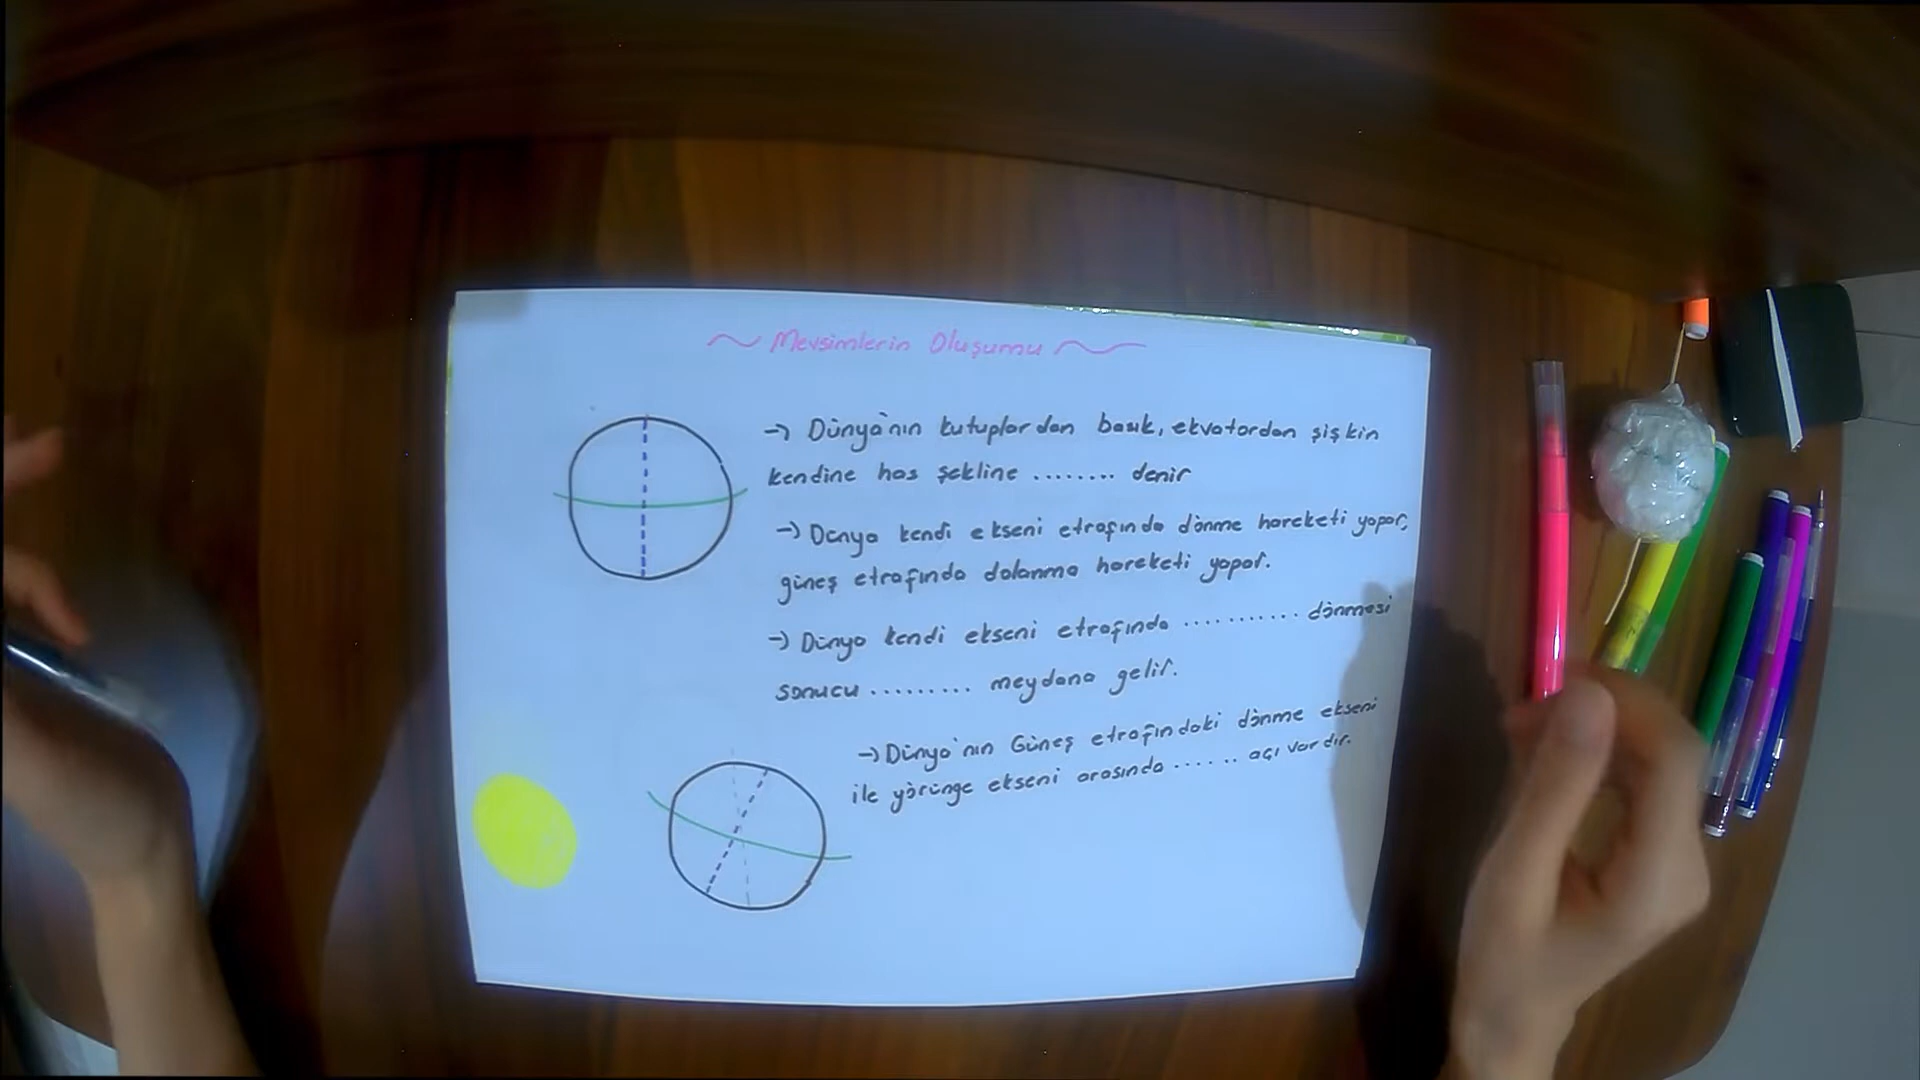 Mevsimlerin Oluşumu
→ Dünya'nın kutuplardan basık, ekvatordan şişkin
kendine has şekline ........ denir
→ Dünya kendi ekseni etrafında dönme hareketi yapar,
güneş etrafında dolanma hareketi yapar.
→ Dünya kendi ekseni etrafında ........... dönmesi
sonucu ......... meydana gelir.
→ Dünya'nın Güneş etrafındaki dönme ekseni
ile yörünge ekseni arasında ...... açı vardır.